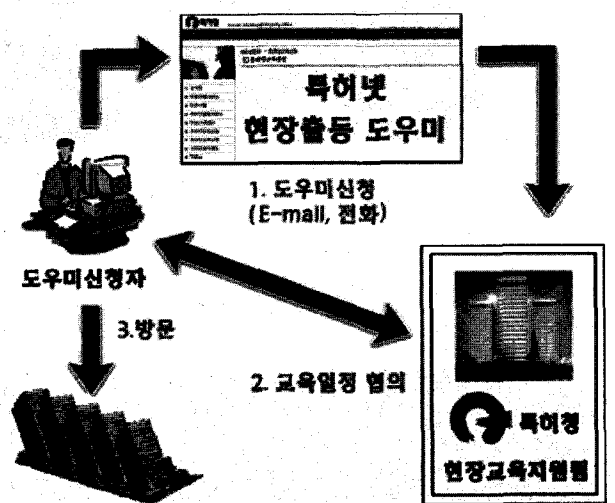 특허넷
현장출동 도우미
1. 도우미신청
(E-mail, 전화)
도우미신청자
3.방문
2. 교육일정 협의
특허청
현장교육지원팀